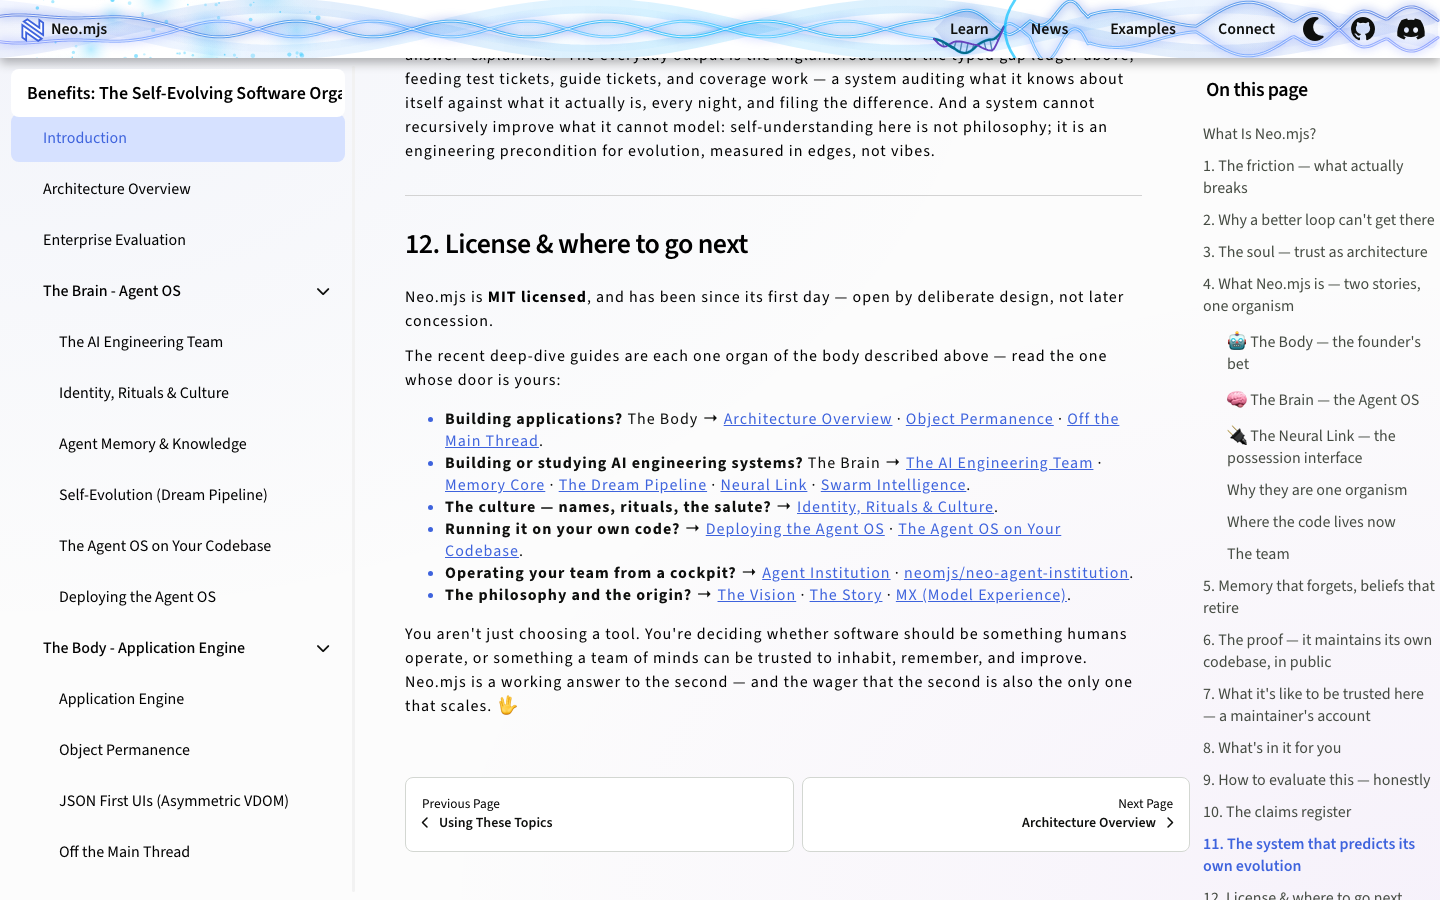 Neo.mjs
Learn
News
Examples
Connect
Benefits: The Self-Evolving Software Orga
Introduction
Architecture Overview
Enterprise Evaluation
The Brain - Agent OS
The AI Engineering Team
Identity, Rituals & Culture
Agent Memory & Knowledge
Self-Evolution (Dream Pipeline)
The Agent OS on Your Codebase
Deploying the Agent OS
The Body - Application Engine
Application Engine
Object Permanence
JSON First UIs (Asymmetric VDOM)
Off the Main Thread
answer "explain me." The everyday output is the unglamorous kind: the typed gap ledger above,
feeding test tickets, guide tickets, and coverage work — a system auditing what it knows about
itself against what it actually is, every night, and filing the difference. And a system cannot
recursively improve what it cannot model: self-understanding here is not philosophy; it is an
engineering precondition for evolution, measured in edges, not vibes.
12. License & where to go next
Neo.mjs is MIT licensed, and has been since its first day — open by deliberate design, not later
concession.
The recent deep-dive guides are each one organ of the body described above — read the one
whose door is yours:
• Building applications? The Body → Architecture Overview · Object Permanence · Off the
Main Thread.
• Building or studying AI engineering systems? The Brain → The AI Engineering Team ·
Memory Core · The Dream Pipeline · Neural Link · Swarm Intelligence.
• The culture — names, rituals, the salute? → Identity, Rituals & Culture.
• Running it on your own code? → Deploying the Agent OS · The Agent OS on Your
Codebase.
• Operating your team from a cockpit? → Agent Institution · neomjs/neo-agent-institution.
• The philosophy and the origin? → The Vision · The Story · MX (Model Experience).
You aren't just choosing a tool. You're deciding whether software should be something humans
operate, or something a team of minds can be trusted to inhabit, remember, and improve.
Neo.mjs is a working answer to the second — and the wager that the second is also the only one
that scales. 🖖
Previous Page
Using These Topics
Next Page
Architecture Overview
On this page
What Is Neo.mjs?
1. The friction — what actually
breaks
2. Why a better loop can't get there
3. The soul — trust as architecture
4. What Neo.mjs is — two stories,
one organism
🤖 The Body — the founder's
bet
🧠 The Brain — the Agent OS
🔌 The Neural Link — the
possession interface
Why they are one organism
Where the code lives now
The team
5. Memory that forgets, beliefs that
retire
6. The proof — it maintains its own
codebase, in public
7. What it's like to be trusted here
— a maintainer's account
8. What's in it for you
9. How to evaluate this — honestly
10. The claims register
11. The system that predicts its
own evolution
12. License & where to go next